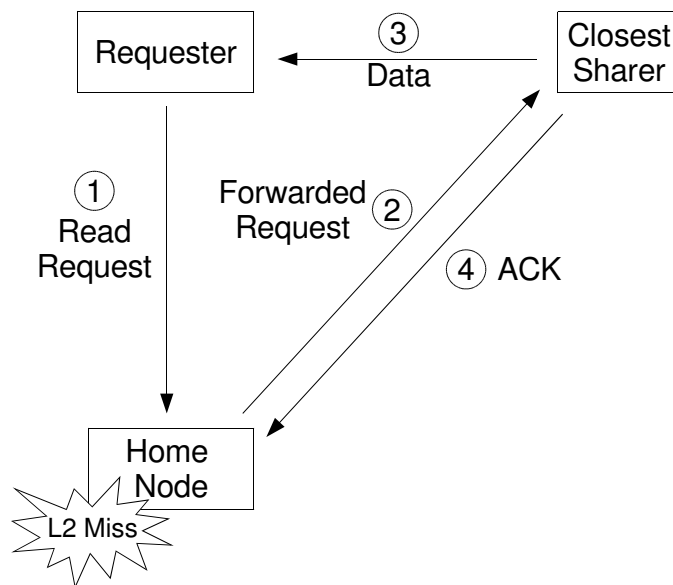 Requester
3
Data
Closest
Sharer
1
Read
Request
Forwarded
Request
2
4 ACK
Home
Node
L2 Miss